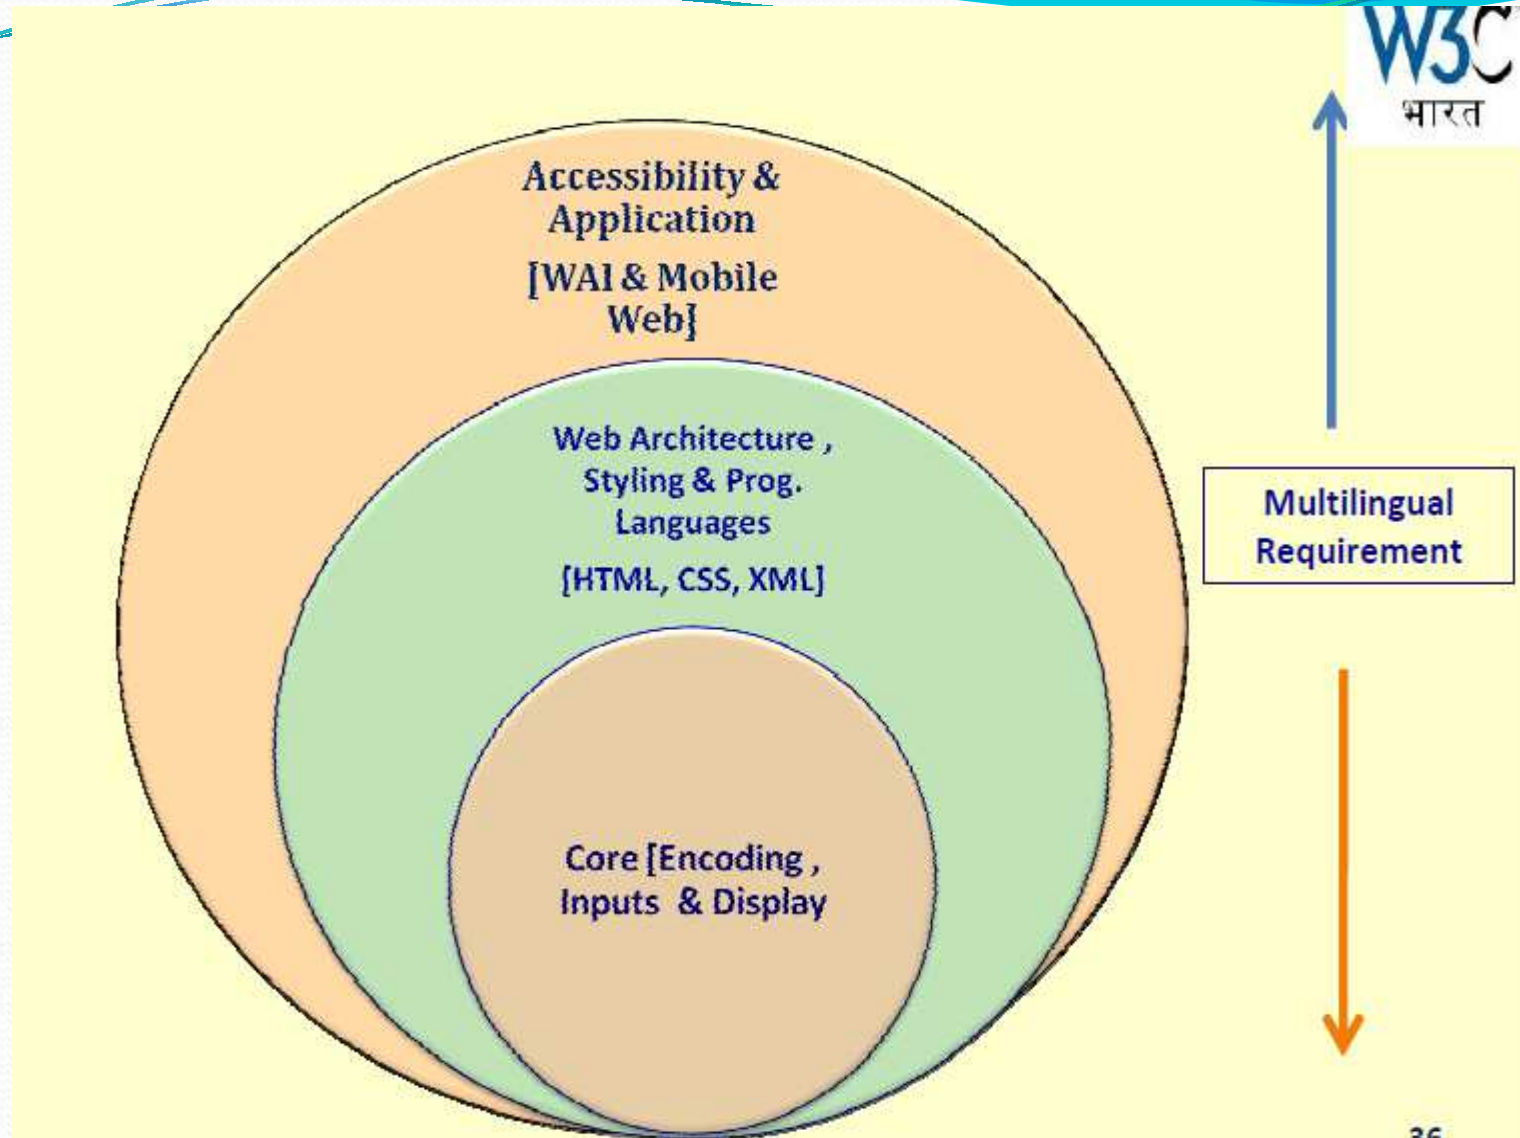 W3C
भारत
Accessibility &
Application
[WAI & Mobile
Web]
Web Architecture ,
Styling & Prog.
Languages
[HTML, CSS, XML]
Multilingual
Requirement
Core [Encoding ,
Inputs & Display
36